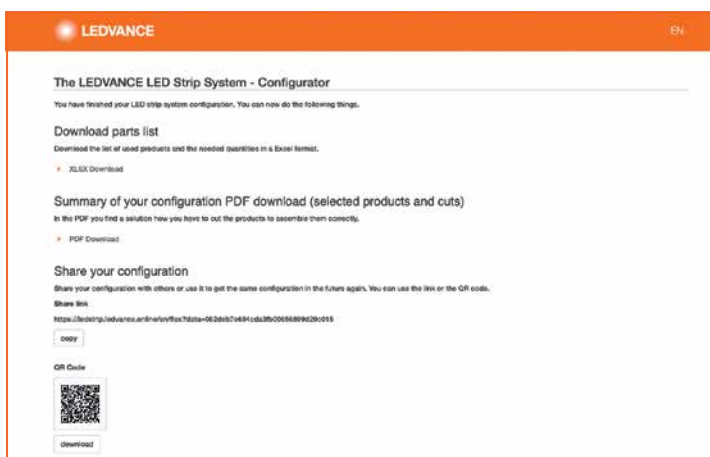 LEDVANCE
EN
The LEDVANCE LED Strip System - Configurator
You have finished your LED strip system configuration. You can now do the following things.
Download parts list
Download the list of used products and the needed quantities in a Excel format.
XLSX Download
Summary of your configuration PDF download (selected products and cuts)
In the PDF you find a solution how you have to cut the products to assemble them correctly.
PDF Download
Share your configuration
Share your configuration with others or use it to get the same configuration in the future again. You can use the link or the QR code.
Share link
copy
QR Code
download